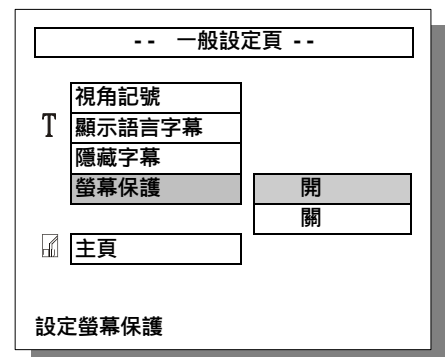 -- 一般設定頁 --
視角記號
T 顯示語言字幕
隱藏字幕
螢幕保護 開
關
主頁
設定螢幕保護